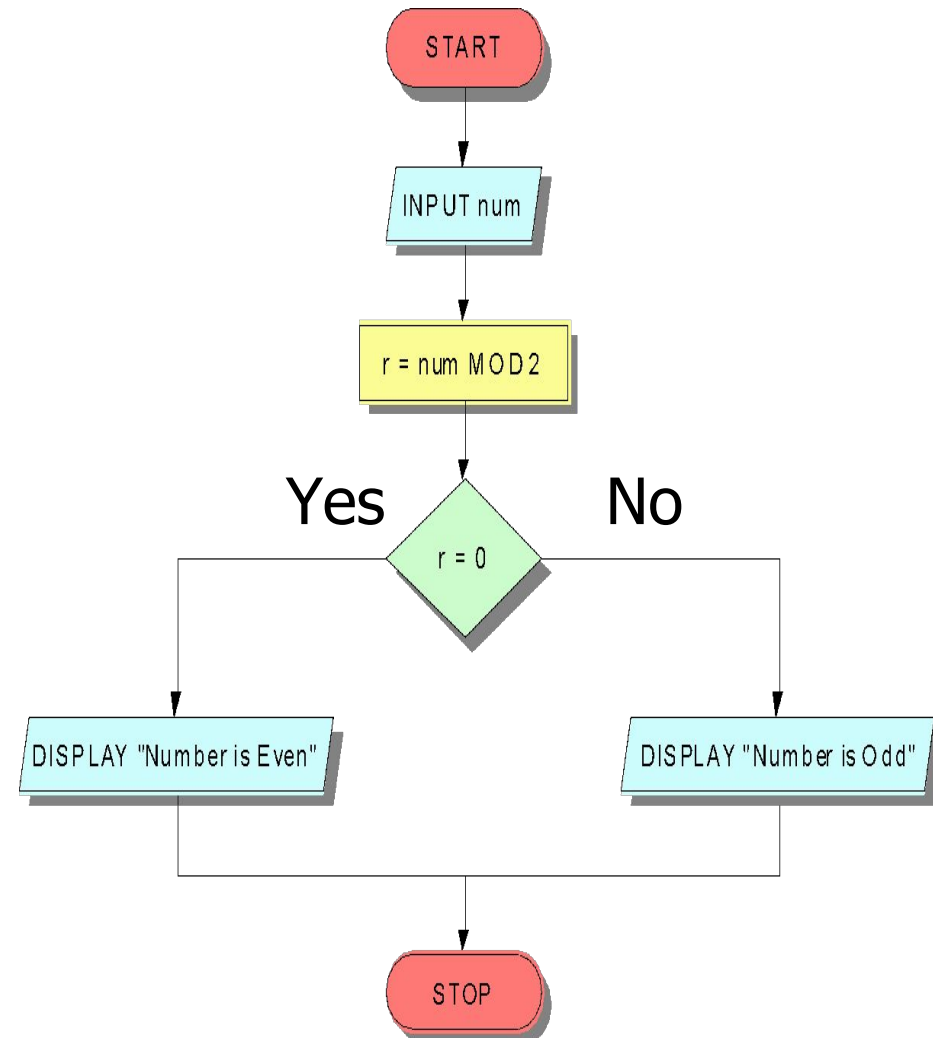 START
INPUT num
r = num MOD2
Yes
No
r = 0
DISPLAY "Number is Even"
DISPLAY "Number is Odd"
STOP